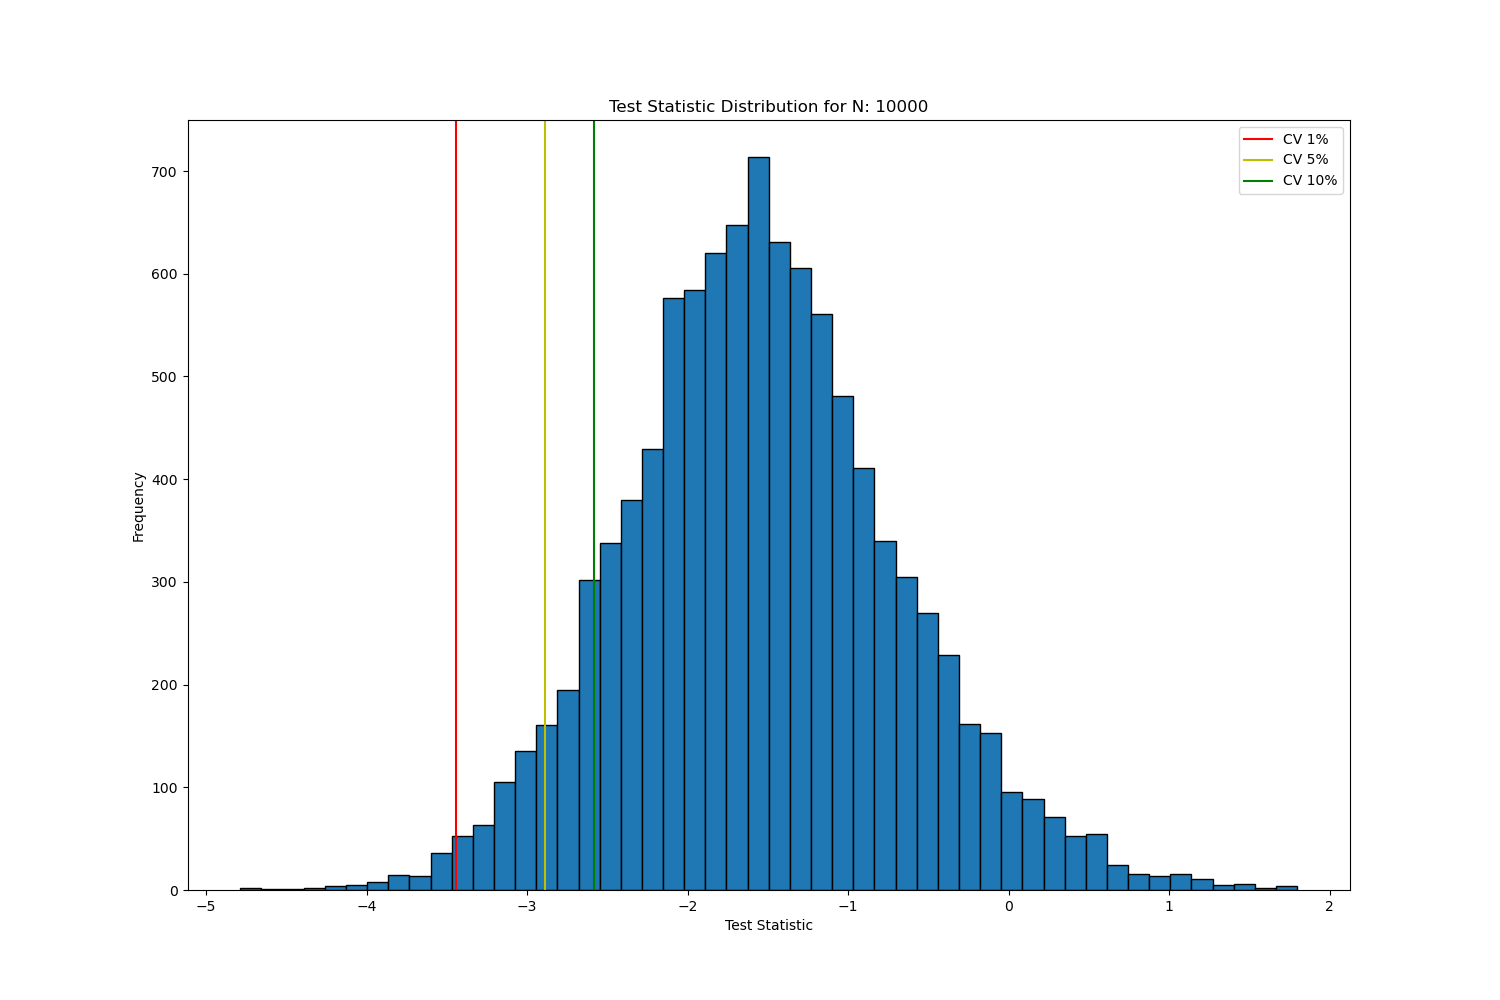 Test Statistic Distribution for N: 10000
CV 1%
CV 5%
CV 10%
700
600
500
400
300
200
100
0
Frequency
−5
−4
−3
−2
−1
0
1
2
Test Statistic